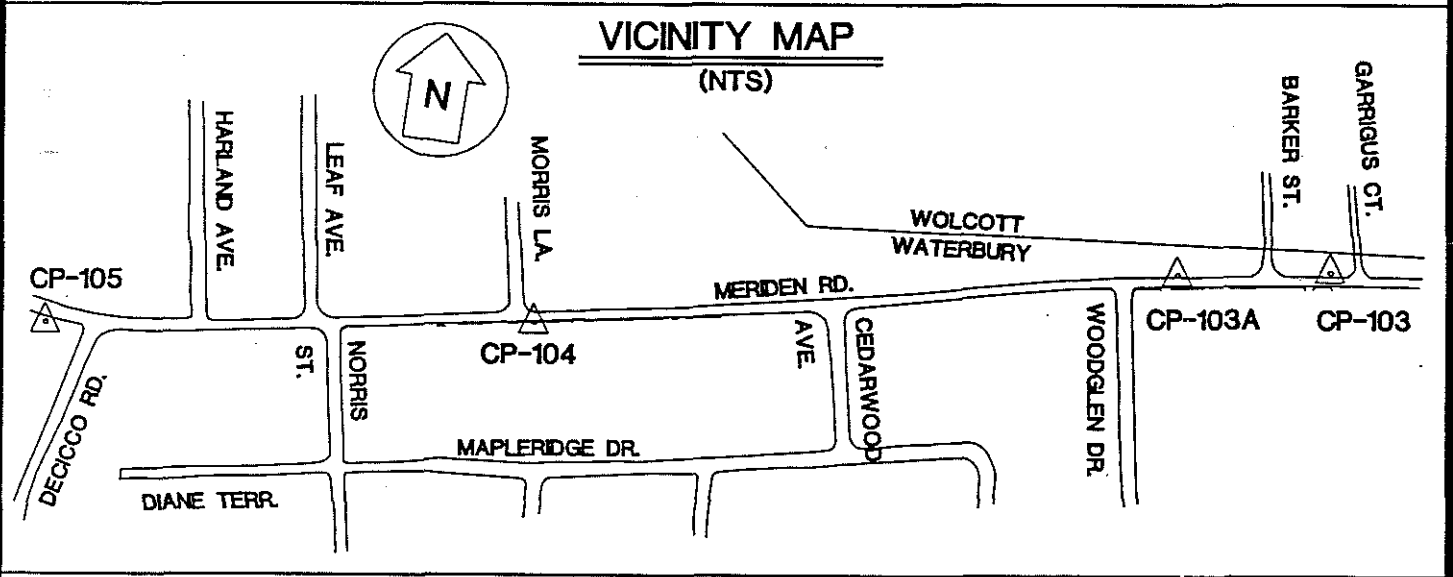 VICINITY MAP
(NTS)
N
HARLAND AVE.
LEAF AVE.
MORRIS LA.
BARKER ST.
GARRIGUS CT.
WOLCOTT
WATERBURY
CP-105
MERIDEN RD.
CP-104
CP-103A
CP-103
DECICCO RD.
NORRIS
ST.
CEDARWOOD
AVE.
WOODGLEN DR.
MAPLERIDGE DR.
DIANE TERR.